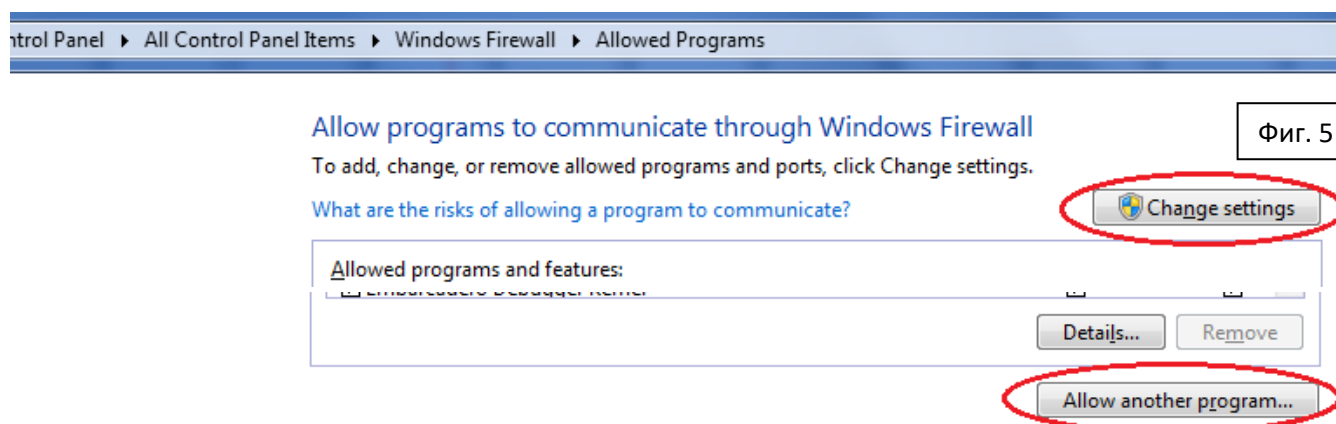 ntrol Panel ▸ All Control Panel Items ▸ Windows Firewall ▸ Allowed Programs
Allow programs to communicate through Windows Firewall
Фиг. 5
To add, change, or remove allowed programs and ports, click Change settings.
What are the risks of allowing a program to communicate?
Change settings
Allowed programs and features:
Details...
Remove
Allow another program...